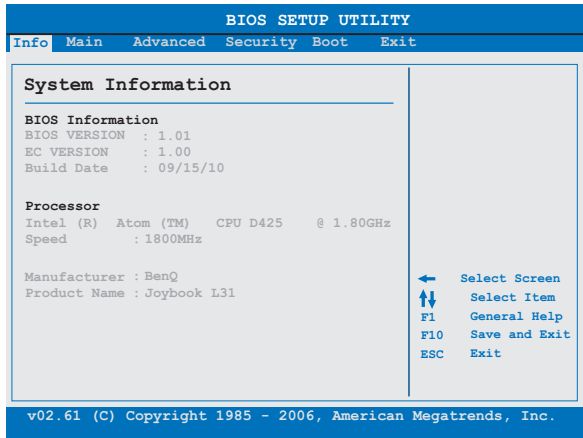 BIOS SETUP UTILITY
Info Main Advanced Security Boot Exit
System Information
BIOS Information
BIOS VERSION : 1.01
EC VERSION : 1.00
Build Date : 09/15/10
Processor
Intel (R) Atom (TM) CPU D425 @ 1.80GHz
Speed : 1800MHz
Manufacturer : BenQ
Product Name : Joybook L31
Select Screen
Select Item
F1 General Help
F10 Save and Exit
ESC Exit
v02.61 (C) Copyright 1985 - 2006, American Megatrends, Inc.